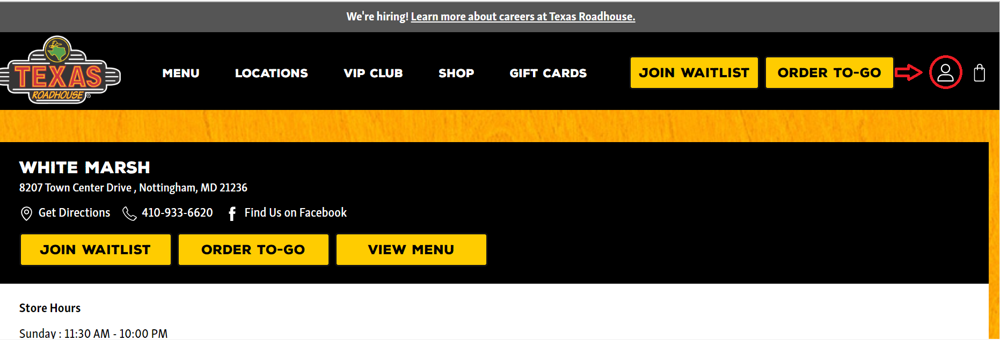 We're hiring! Learn more about careers at Texas Roadhouse.
TEXAS
ROADHOUSE
MENU LOCATIONS VIP CLUB SHOP GIFT CARDS JOIN WAITLIST ORDER TO-GO
WHITE MARSH
8207 Town Center Drive , Nottingham, MD 21236
Get Directions 410-933-6620 Find Us on Facebook
JOIN WAITLIST ORDER TO-GO VIEW MENU
Store Hours
Sunday : 11:30 AM - 10:00 PM